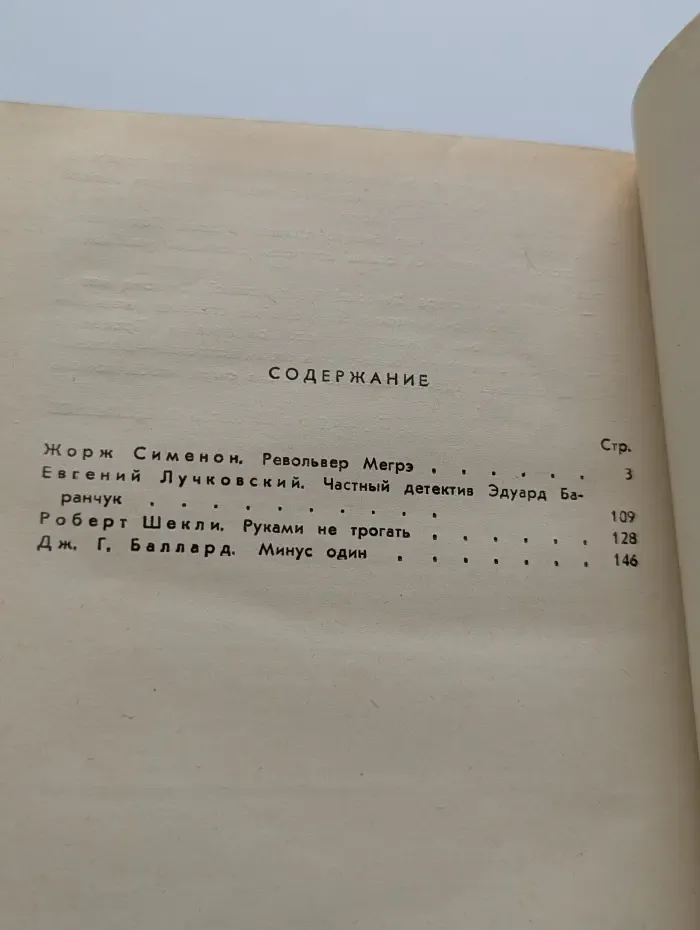 СОДЕРЖАНИЕ
Стр.
Жорж Сименон. Револьвер Мегрэ . . . . . . 3
Евгений Лучковский. Частный детектив Эдуард Ба-
ранчук . . . . . . . . . . 109
Роберт Шекли. Руками не трогать . . . . . . 128
Дж. Г. Баллард. Минус один . . . . . . . 146